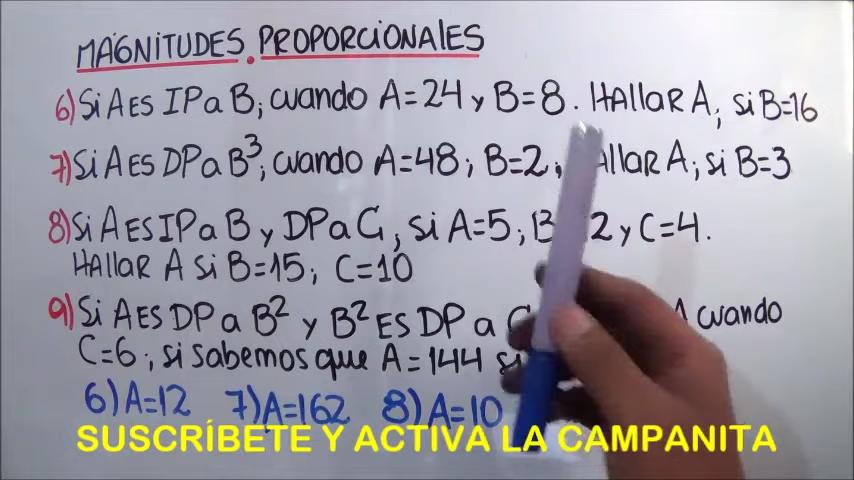 MAGNITUDES PROPORCIONALES
6) Si A ES IP a B; cuando A=24 y B=8. HAllaR A; si B=16
7) Si A ES DP a B³; cuando A=48; B=2; HAllaR A; si B=3
8) Si A ES IP a B y DP a C; si A=5; B 2 y C=4.
HAllaR A si B=15; C=10
9) Si A ES DP a B² y B² ES DP a C A cuando
C=6; si sabemos que A=144 si
6) A=12 7) A=162 8) A=10
SUSCRÍBETE Y ACTIVA LA CAMPANITA